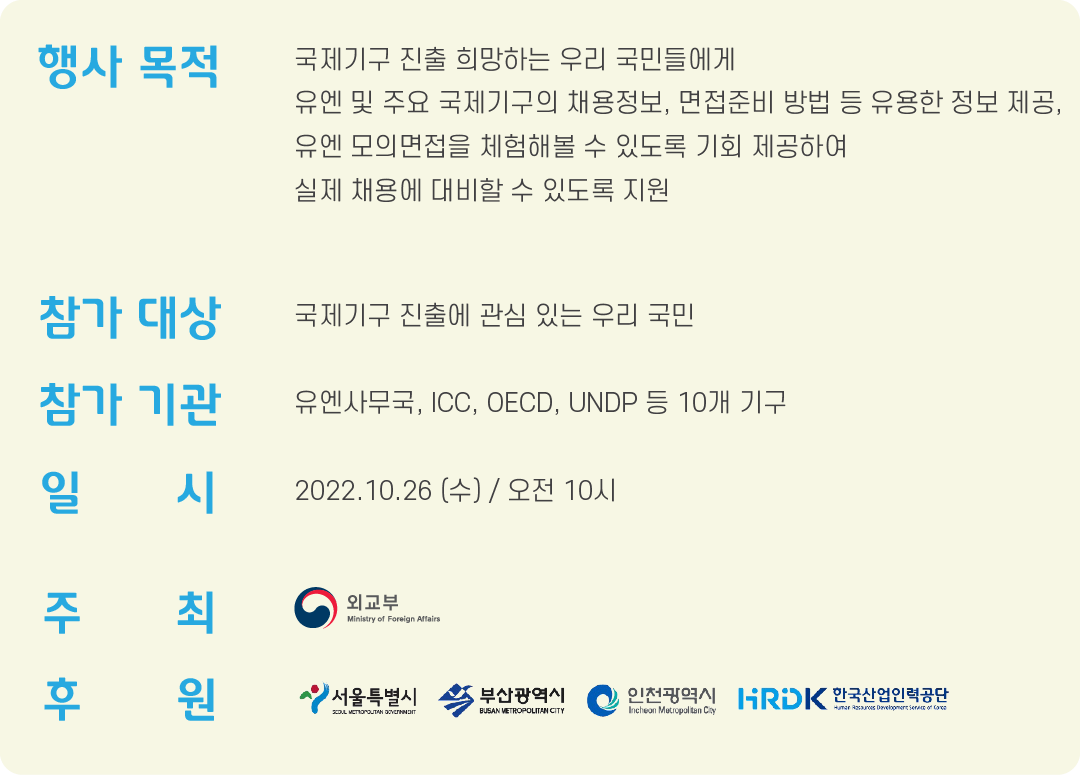 행사 목적
국제기구 진출 희망하는 우리 국민들에게
유엔 및 주요 국제기구의 채용정보, 면접준비 방법 등 유용한 정보 제공,
유엔 모의면접을 체험해볼 수 있도록 기회 제공하여
실제 채용에 대비할 수 있도록 지원
참가 대상
국제기구 진출에 관심 있는 우리 국민
참가 기관
유엔사무국, ICC, OECD, UNDP 등 10개 기구
일 시
2022.10.26 (수) / 오전 10시
주 최
외교부
Ministry of Foreign Affairs
후 원
서울특별시
SEOUL METROPOLITAN GOVERNMENT
부산광역시
BUSAN METROPOLITAN CITY
인천광역시
Incheon Metropolitan City
HRDK 한국산업인력공단
Human Resources Development Service of Korea